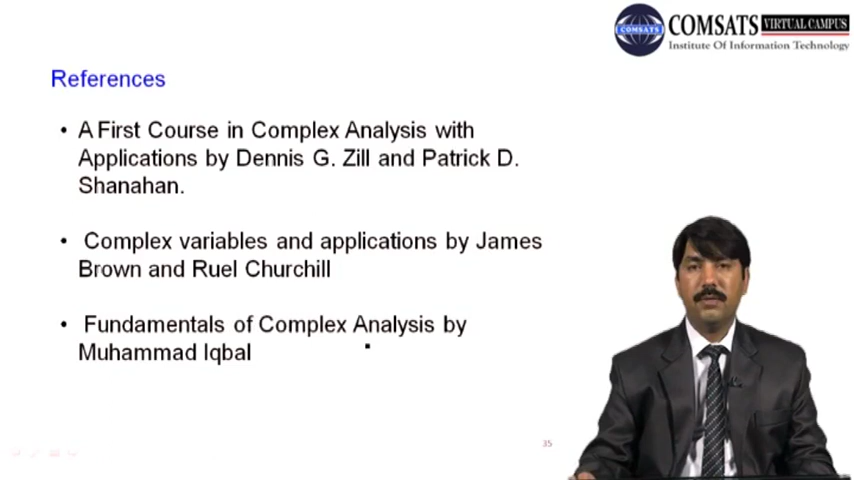 COMSATS
COMSATS VIRTUAL CAMPUS
Institute Of Information Technology
References
• A First Course in Complex Analysis with
Applications by Dennis G. Zill and Patrick D.
Shanahan.
• Complex variables and applications by James
Brown and Ruel Churchill
• Fundamentals of Complex Analysis by
Muhammad Iqbal
35